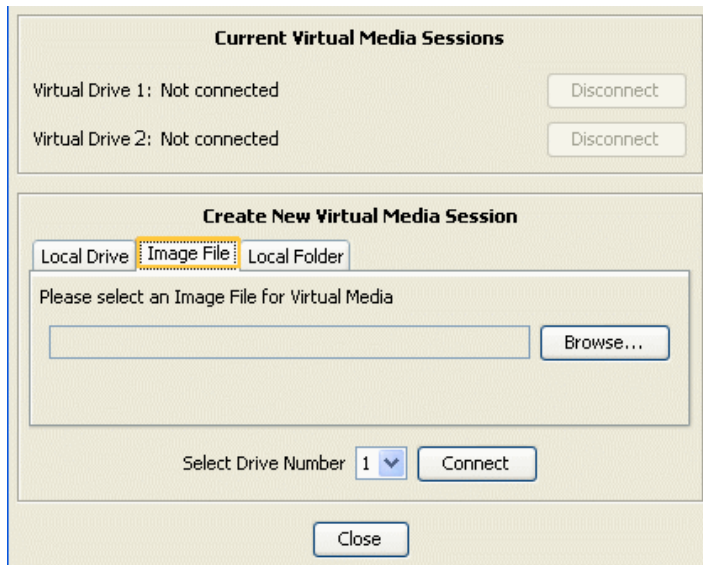 Current Virtual Media Sessions
Virtual Drive 1: Not connected Disconnect
Virtual Drive 2: Not connected Disconnect
Create New Virtual Media Session
Local Drive Image File Local Folder
Please select an Image File for Virtual Media
Browse...
Select Drive Number 1 Connect
Close